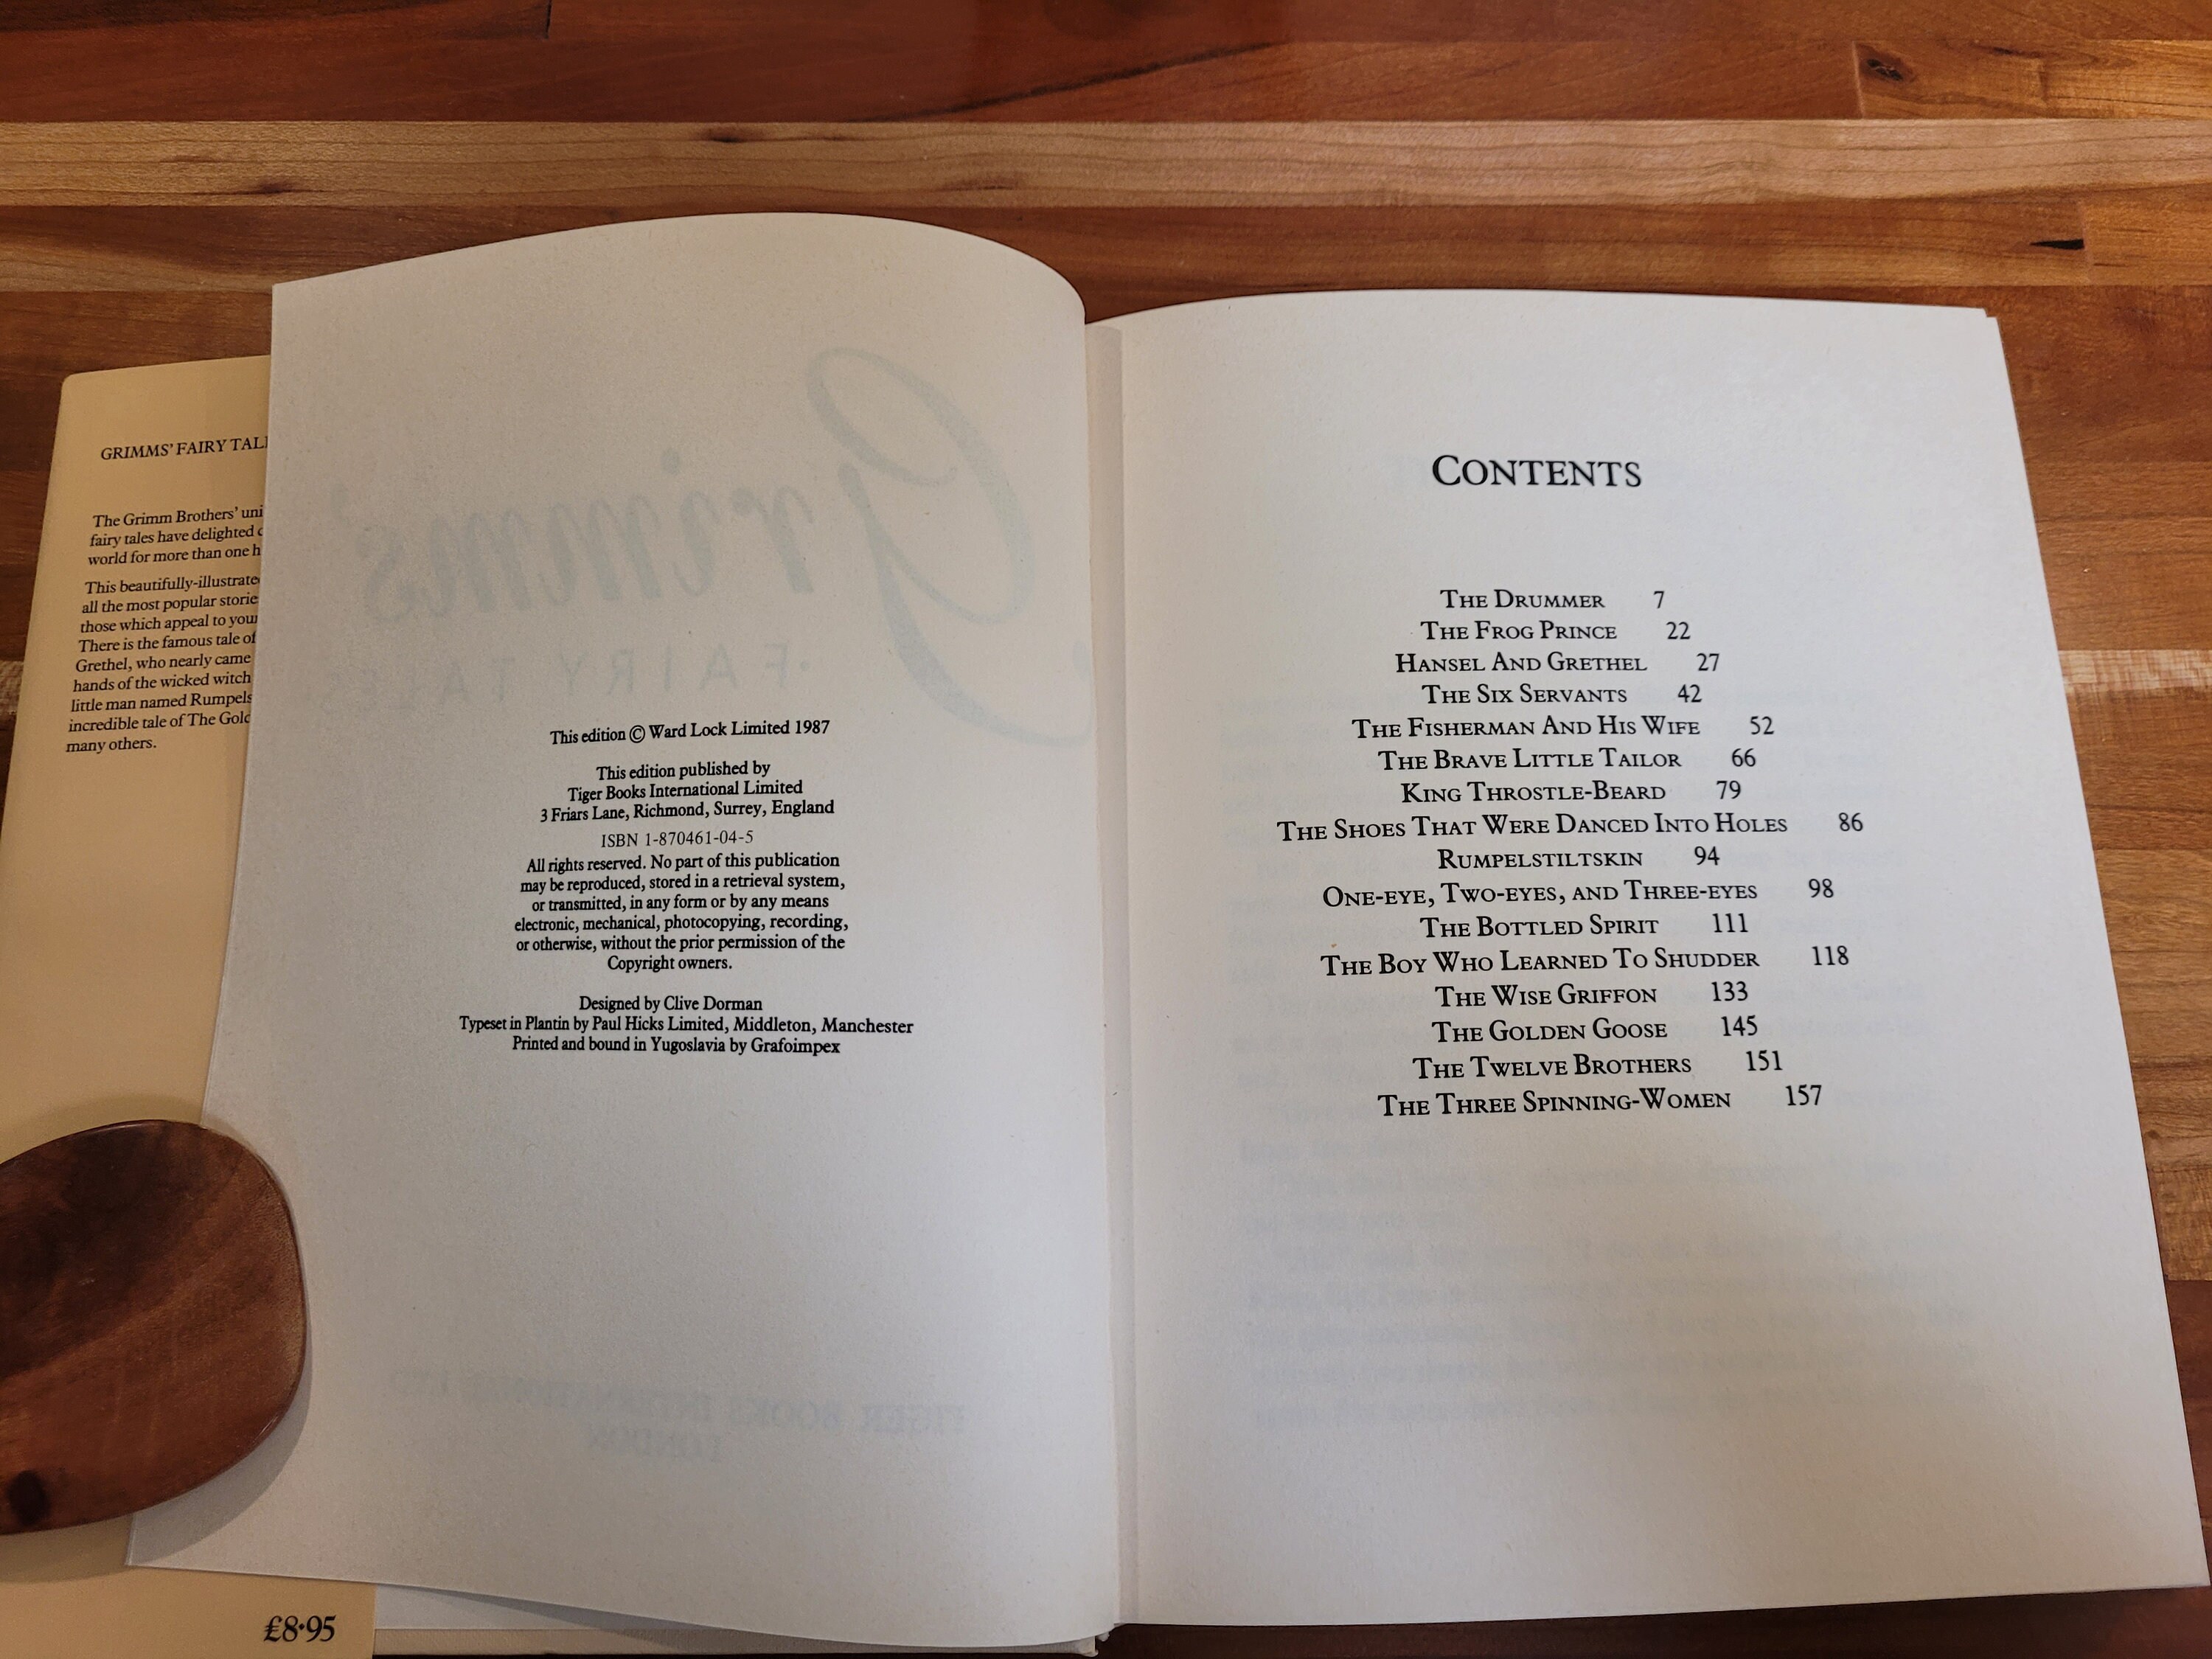 GRIMMS' FAIRY TAL
The Grimm Brothers' uni
fairy tales have delighted
world for more than one h
This beautifully-illustrate
all the most popular storie
those which appeal to your
There is the famous tale of
Grethel, who nearly came
hands of the wicked witch
little man named Rumpels
incredible tale of The Gold
many others.
£8·95
Grimms'
FAIRY TALES
This edition © Ward Lock Limited 1987
This edition published by
Tiger Books International Limited
3 Friars Lane, Richmond, Surrey, England
ISBN 1-870461-04-5
All rights reserved. No part of this publication
may be reproduced, stored in a retrieval system,
or transmitted, in any form or by any means
electronic, mechanical, photocopying, recording,
or otherwise, without the prior permission of the
Copyright owners.
Designed by Clive Dorman
Typeset in Plantin by Paul Hicks Limited, Middleton, Manchester
Printed and bound in Yugoslavia by Grafoimpex
TIGER BOOKS INTERNATIONAL LTD
LONDON
CONTENTS
THE DRUMMER 7
THE FROG PRINCE 22
HANSEL AND GRETHEL 27
THE SIX SERVANTS 42
THE FISHERMAN AND HIS WIFE 52
THE BRAVE LITTLE TAILOR 66
KING THROSTLE-BEARD 79
THE SHOES THAT WERE DANCED INTO HOLES 86
RUMPELSTILTSKIN 94
ONE-EYE, TWO-EYES, AND THREE-EYES 98
THE BOTTLED SPIRIT 111
THE BOY WHO LEARNED TO SHUDDER 118
THE WISE GRIFFON 133
THE GOLDEN GOOSE 145
THE TWELVE BROTHERS 151
THE THREE SPINNING-WOMEN 157